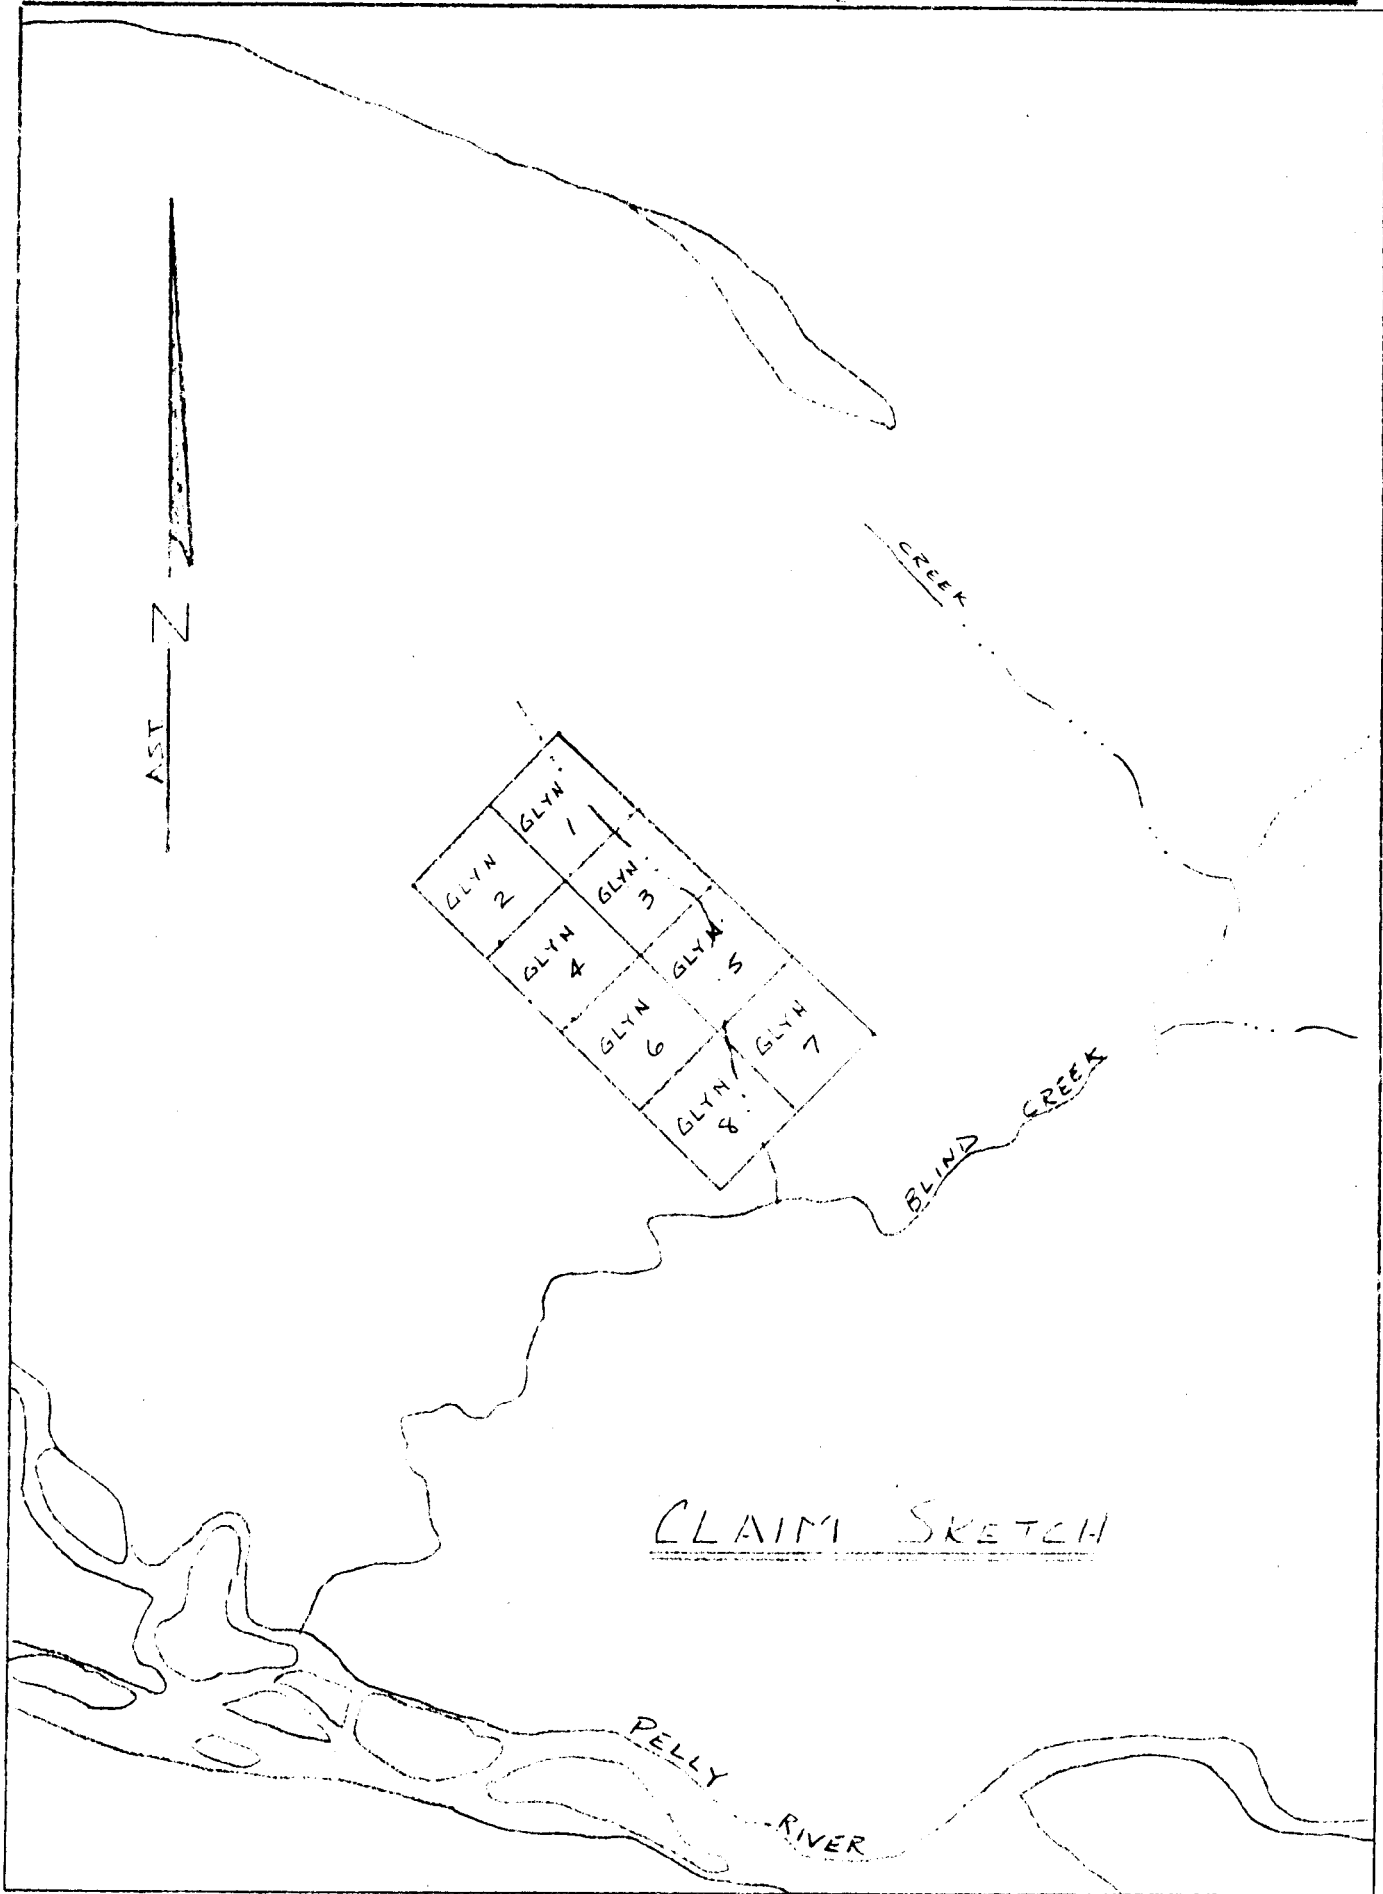 CREEK
AST N
GLYN
1
GLYN
2
GLYN
3
GLYN
4
GLYN
5
GLYN
6
GLYN
7
GLYN
8
BLIND CREEK
CLAIM SKETCH
PELLY RIVER